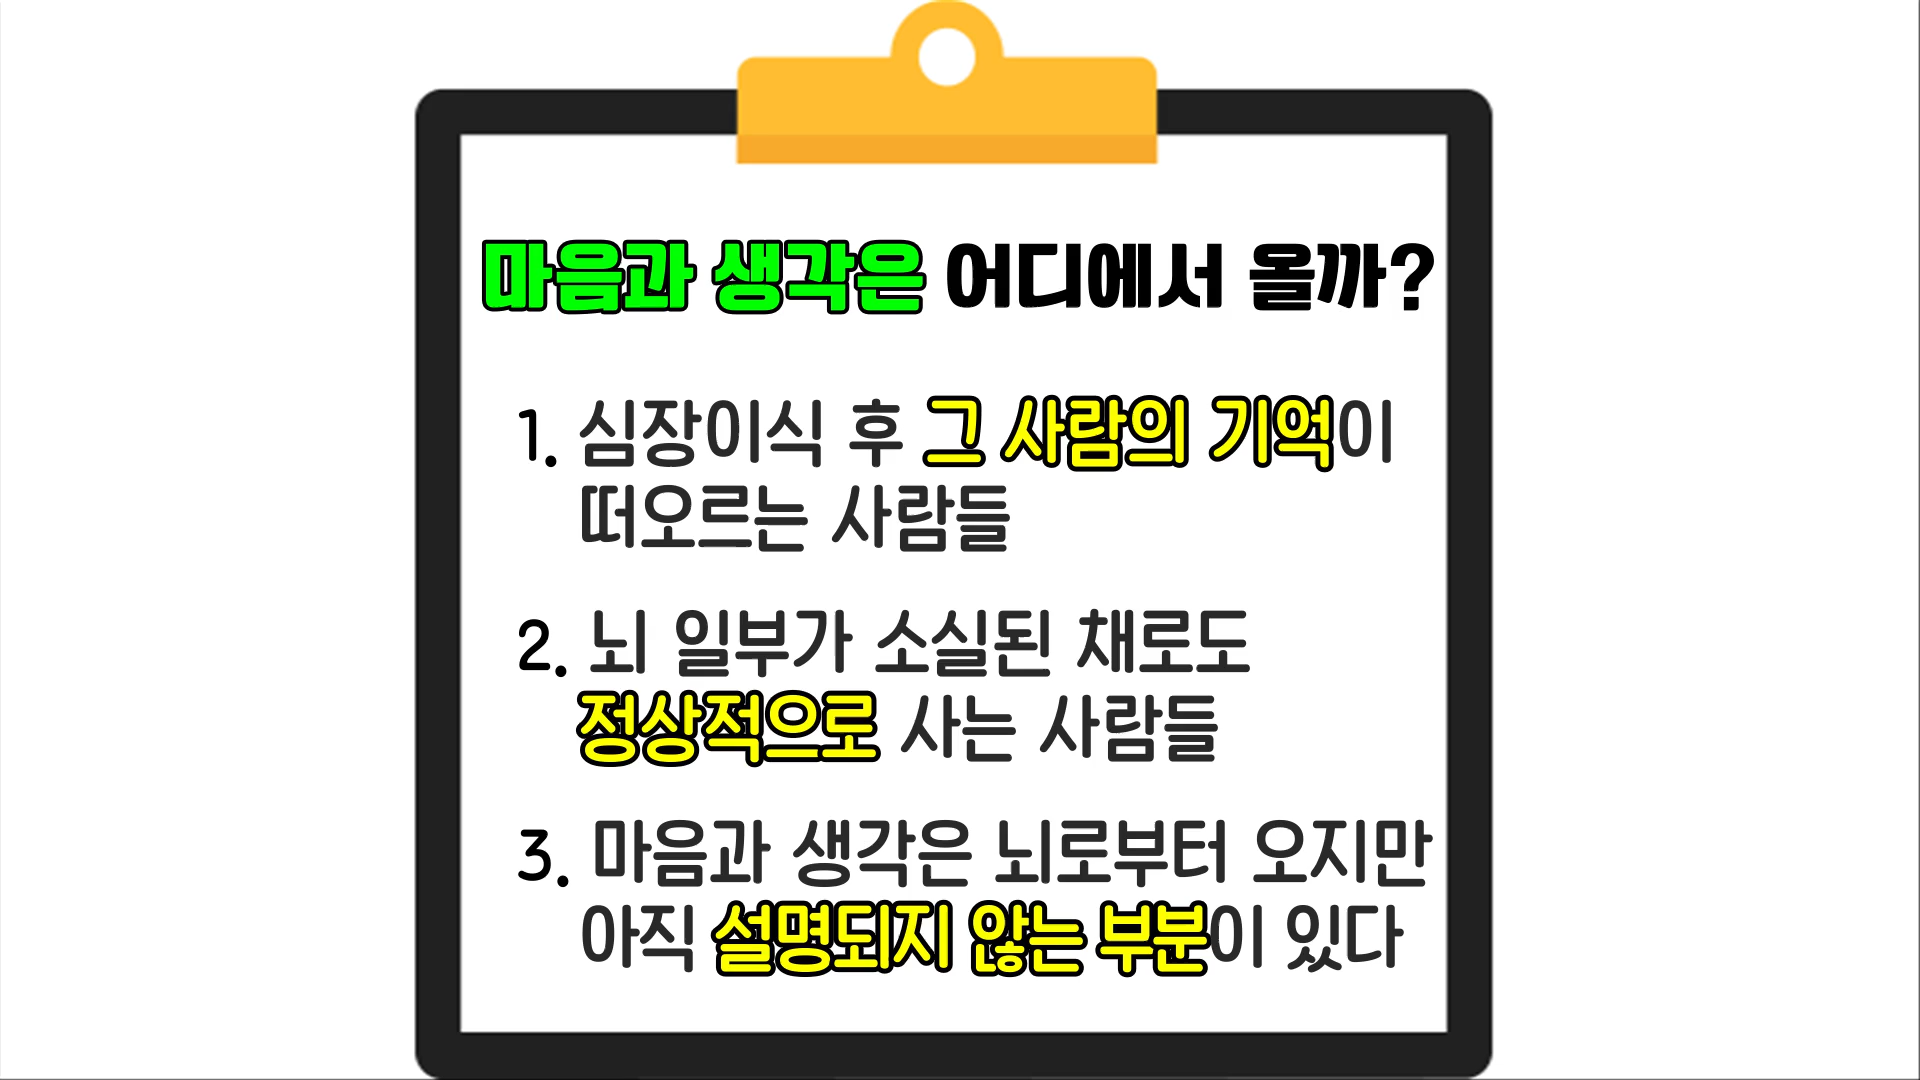 마음과 생각은 어디에서 올까?
1. 심장이식 후 그 사람의 기억이
떠오르는 사람들
2. 뇌 일부가 소실된 채로도
정상적으로 사는 사람들
3. 마음과 생각은 뇌로부터 오지만
아직 설명되지 않는 부분이 있다